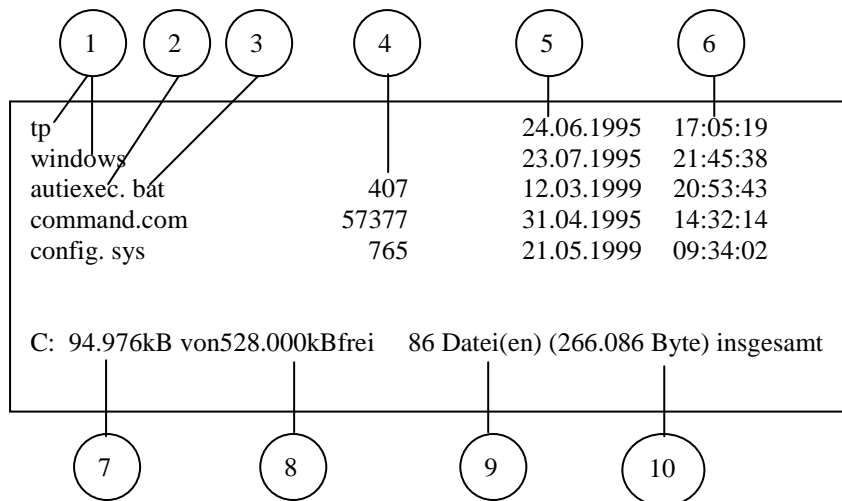 1 2 3 4 5 6
tp 24.06.1995 17:05:19
windows 23.07.1995 21:45:38
autiexec. bat 407 12.03.1999 20:53:43
command.com 57377 31.04.1995 14:32:14
config. sys 765 21.05.1999 09:34:02
C: 94.976kB von528.000kBfrei 86 Datei(en) (266.086 Byte) insgesamt
7 8 9 10